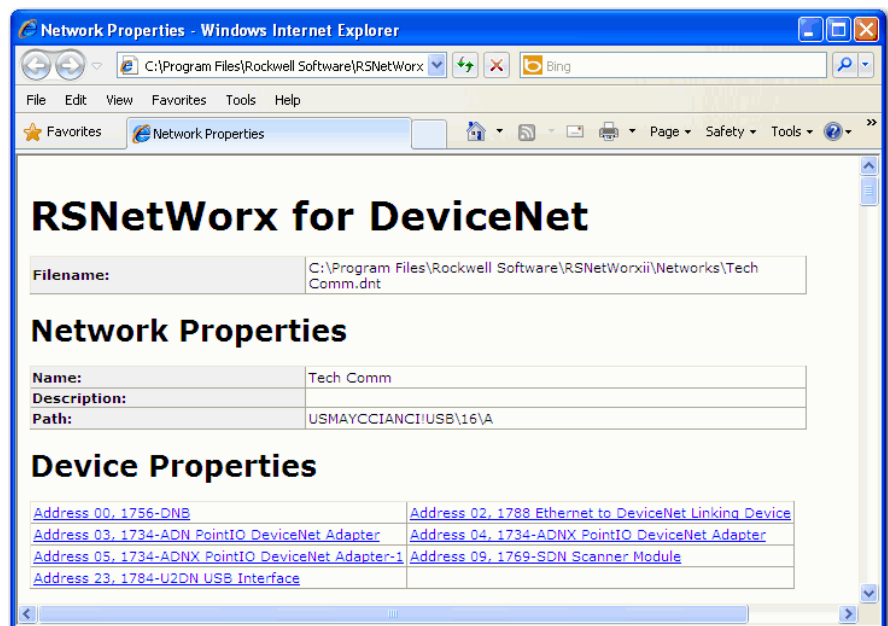 Network Properties - Windows Internet Explorer
C:\Program Files\Rockwell Software\RSNetWorx
Bing
File Edit View Favorites Tools Help
Favorites Network Properties Page Safety Tools »
RSNetWorx for DeviceNet
Filename: C:\Program Files\Rockwell Software\RSNetWorxii\Networks\Tech
Comm.dnt
Network Properties
Name: Tech Comm
Description:
Path: USMAYCCIANCI!USB\16\A
Device Properties
Address 00, 1756-DNB Address 02, 1788 Ethernet to DeviceNet Linking Device
Address 03, 1734-ADN PointIO DeviceNet Adapter Address 04, 1734-ADNX PointIO DeviceNet Adapter
Address 05, 1734-ADNX PointIO DeviceNet Adapter-1 Address 09, 1769-SDN Scanner Module
Address 23, 1784-U2DN USB Interface